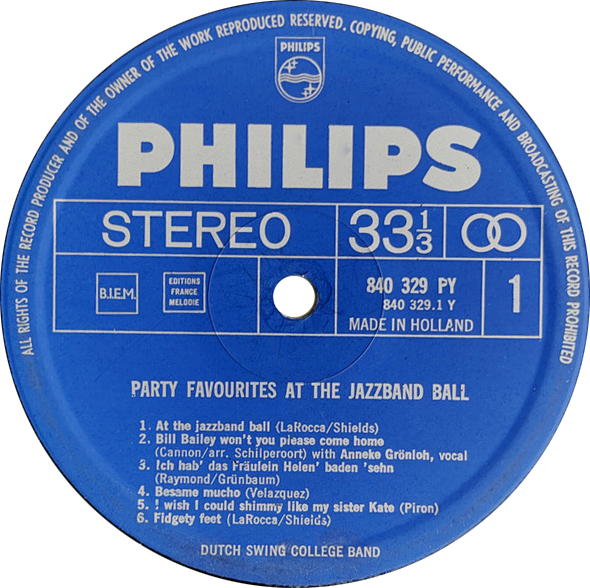 ALL RIGHTS OF THE RECORD PRODUCER AND OF THE OWNER OF THE WORK REPRODUCED RESERVED. COPYING, PUBLIC PERFORMANCE AND BROADCASTING OF THIS RECORD PROHIBITED
PHILIPS
PHILIPS
STEREO 33 1/3
B.I.E.M. EDITIONS FRANCE MELODIE 840 329 PY 1
840 329.1 Y
MADE IN HOLLAND
PARTY FAVOURITES AT THE JAZZBAND BALL
1. At the jazzband ball (LaRocca/Shields)
2. Bill Bailey won't you please come home
(Cannon/arr. Schilperoort) with Anneke Grönloh, vocal
3. Ich hab' das Fräulein Helen' baden 'sehn
(Raymond/Grünbaum)
4. Besame mucho (Velazquez)
5. I wish I could shimmy like my sister Kate (Piron)
6. Fidgety feet (LaRocca/Shields)
DUTCH SWING COLLEGE BAND